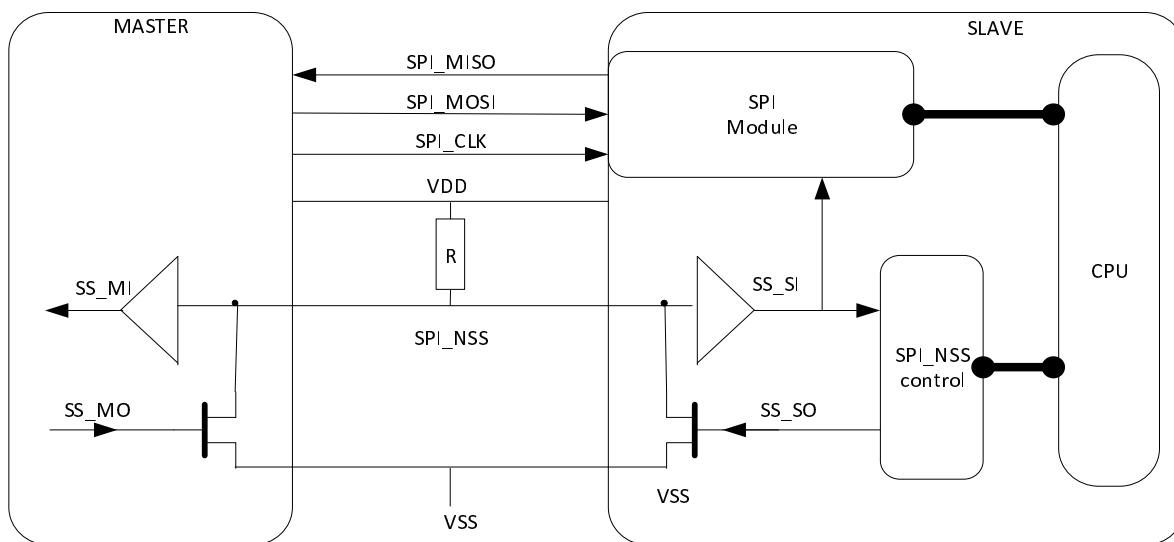 MASTER
SLAVE
SPI_MISO
SPI_MOSI
SPI_CLK
SPI
Module
VDD
R
SS_MI
SS_SI
CPU
SPI_NSS
SPI_NSS
control
SS_MO
SS_SO
VSS
VSS